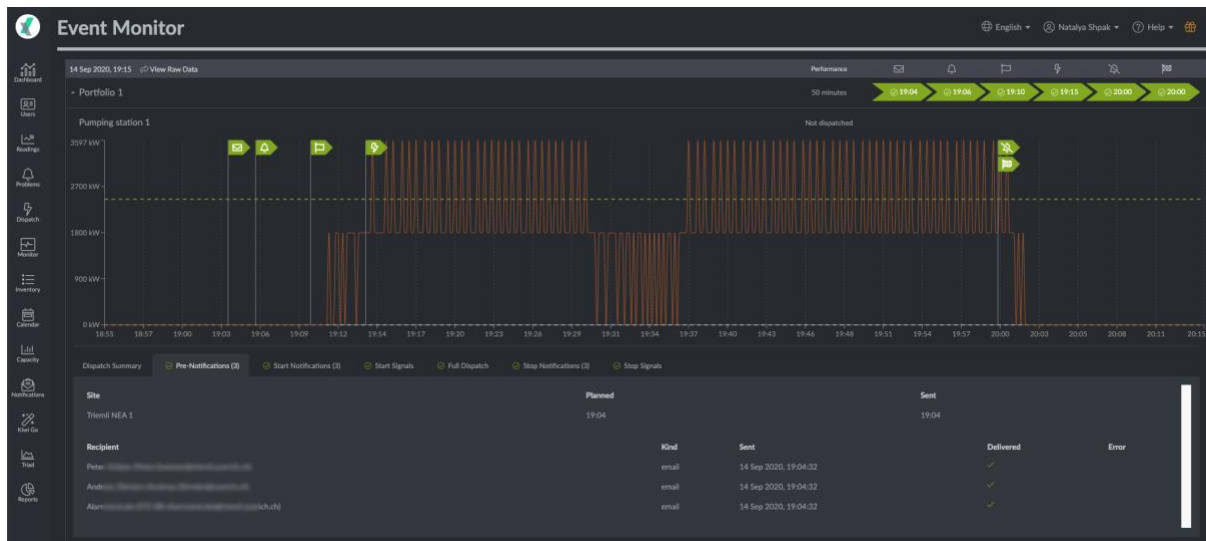 Event Monitor
English
Natalya Shpak
Help
Dashboard
Users
Readings
Problems
Dispatch
Monitor
Inventory
Calendar
Capacity
Notifications
Kiwi Go
Triad
Reports
14 Sep 2020, 19:15 View Raw Data Performance
Portfolio 1 50 minutes 19:04 19:06 19:10 19:15 20:00 20:00
Pumping station 1 Not dispatched
3597 kW
2700 kW
1800 kW
900 kW
0 kW
18:55 18:57 19:00 19:03 19:06 19:09 19:12 19:14 19:17 19:20 19:23 19:26 19:29 19:31 19:34 19:37 19:40 19:43 19:46 19:48 19:51 19:54 19:57 20:00 20:03 20:05 20:08 20:11 20:15
Dispatch Summary Pre-Notifications (3) Start Notifications (3) Start Signals Full Dispatch Stop Notifications (3) Stop Signals
Site Planned Sent
Triemli NEA 1 19:04 19:04
Recipient Kind Sent Delivered Error
Peter email 14 Sep 2020, 19:04:32
email 14 Sep 2020, 19:04:32
email 14 Sep 2020, 19:04:32